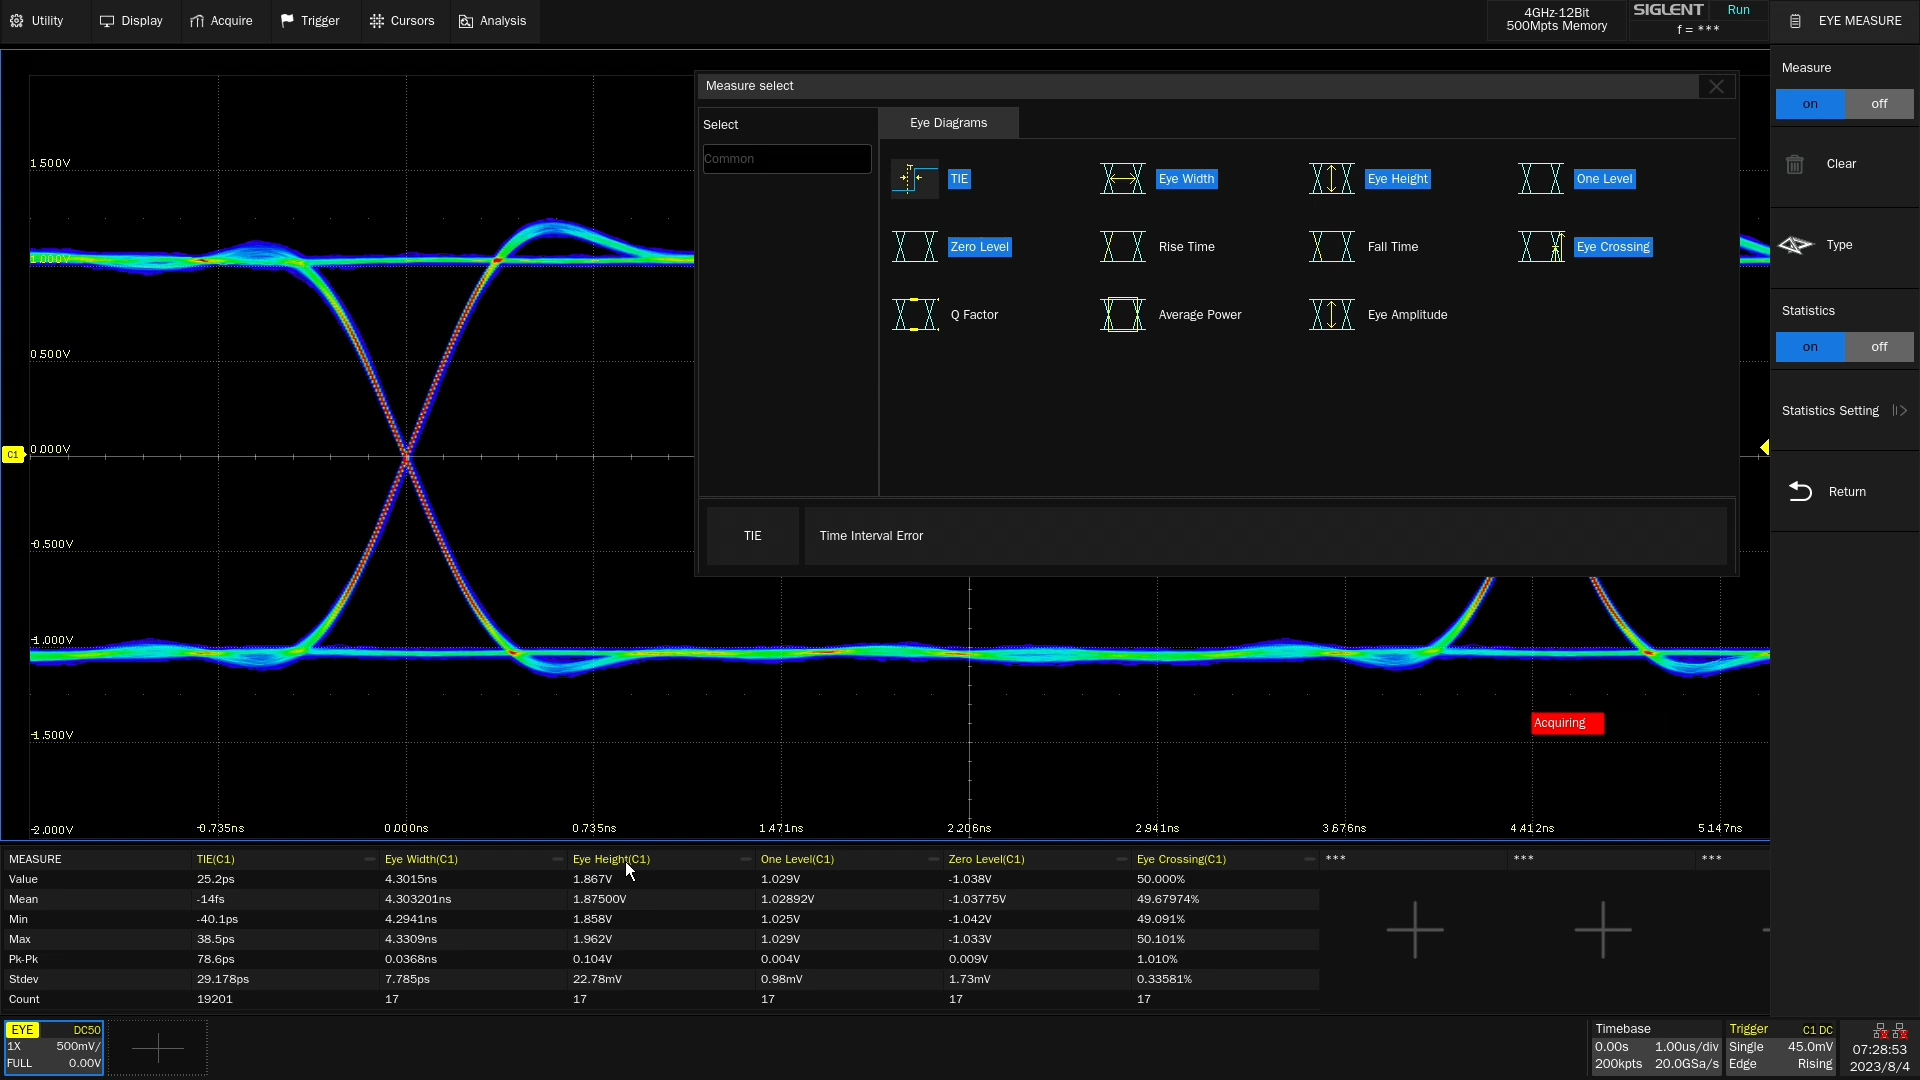 Utility Display Acquire Trigger Cursors Analysis
4GHz-12Bit
500Mpts Memory
SIGLENT Run
f = ***
EYE MEASURE
Measure
on off
Clear
Type
Statistics
on off
Statistics Setting
Return
Measure select
Select
Common
Eye Diagrams
TIE Eye Width Eye Height One Level
Zero Level Rise Time Fall Time Eye Crossing
Q Factor Average Power Eye Amplitude
TIE Time Interval Error
1.500V
1.000V
0.500V
C1
0.000V
-0.500V
-1.000V
-1.500V
-2.000V
Acquiring
-0.735ns 0.000ns 0.735ns 1.471ns 2.206ns 2.941ns 3.676ns 4.412ns 5.147ns
MEASURE TIE(C1) Eye Width(C1) Eye Height(C1) One Level(C1) Zero Level(C1) Eye Crossing(C1) *** *** ***
Value 25.2ps 4.3015ns 1.867V 1.029V -1.038V 50.000%
Mean -14fs 4.303201ns 1.87500V 1.02892V -1.03775V 49.67974%
Min -40.1ps 4.2941ns 1.858V 1.025V -1.042V 49.091%
Max 38.5ps 4.3309ns 1.962V 1.029V -1.033V 50.101%
Pk-Pk 78.6ps 0.0368ns 0.104V 0.004V 0.009V 1.010%
Stdev 29.178ps 7.785ps 22.78mV 0.98mV 1.73mV 0.33581%
Count 19201 17 17 17 17 17
EYE DC50
1X 500mV/
FULL 0.00V
Timebase
0.00s 1.00us/div
200kpts 20.0GSa/s
Trigger C1 DC
Single 45.0mV
Edge Rising
07:28:53
2023/8/4